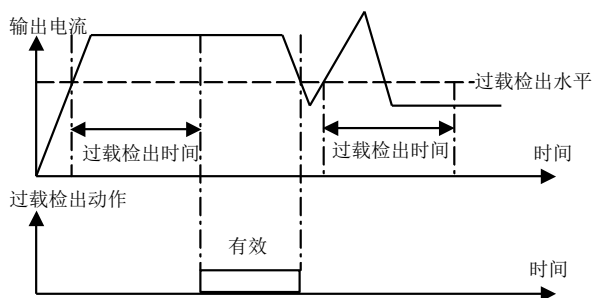 输出电流
过载检出水平
过载检出时间
过载检出时间
时间
过载检出动作
有效
时间